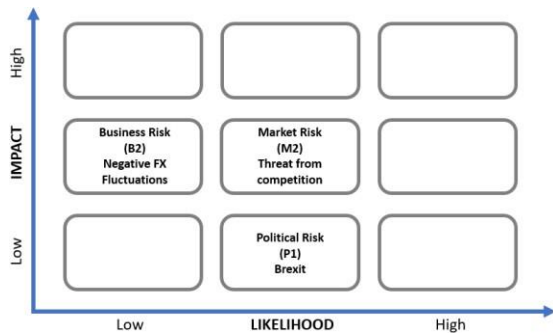 High
IMPACT
Low
Business Risk
(B2)
Negative FX
Fluctuations
Market Risk
(M2)
Threat from
competition
Political Risk
(P1)
Brexit
Low
LIKELIHOOD
High